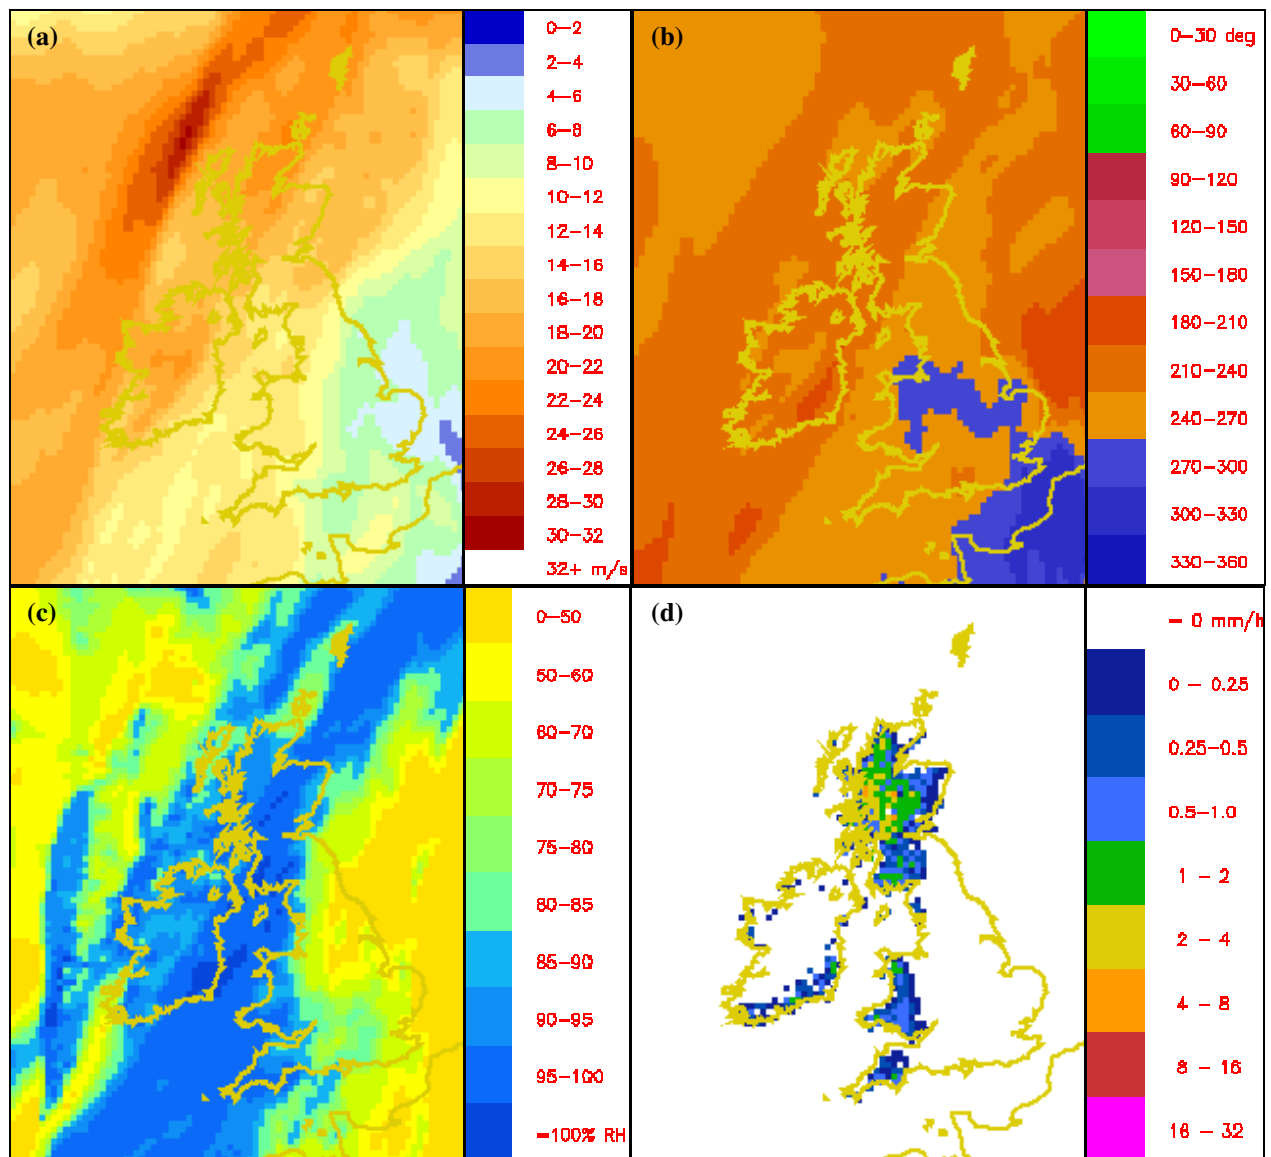 (a)
0-2
2-4
4-6
6-8
8-10
10-12
12-14
14-16
16-18
18-20
20-22
22-24
24-26
26-28
28-30
30-32
32+ m/s
(b)
0-30 deg
30-60
60-90
90-120
120-150
150-180
180-210
210-240
240-270
270-300
300-330
330-360
(c)
0-50
50-60
60-70
70-75
75-80
80-85
85-90
90-95
95-100
=100% RH
(d)
= 0 mm/h
0 - 0.25
0.25-0.5
0.5-1.0
1 - 2
2 - 4
4 - 8
8 - 16
16 - 32